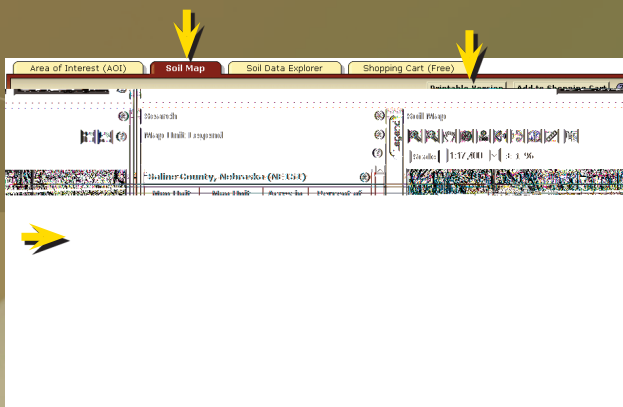 Area of Interest (AOI) Soil Map Soil Data Explorer Shopping Cart (Free)
Printable Version Add to Shopping Cart
Search Soil Map
Map Unit Legend
Scale 1:17,400
Saline County, Nebraska (NE151)
Map Unit Map Unit Acres in Percent of